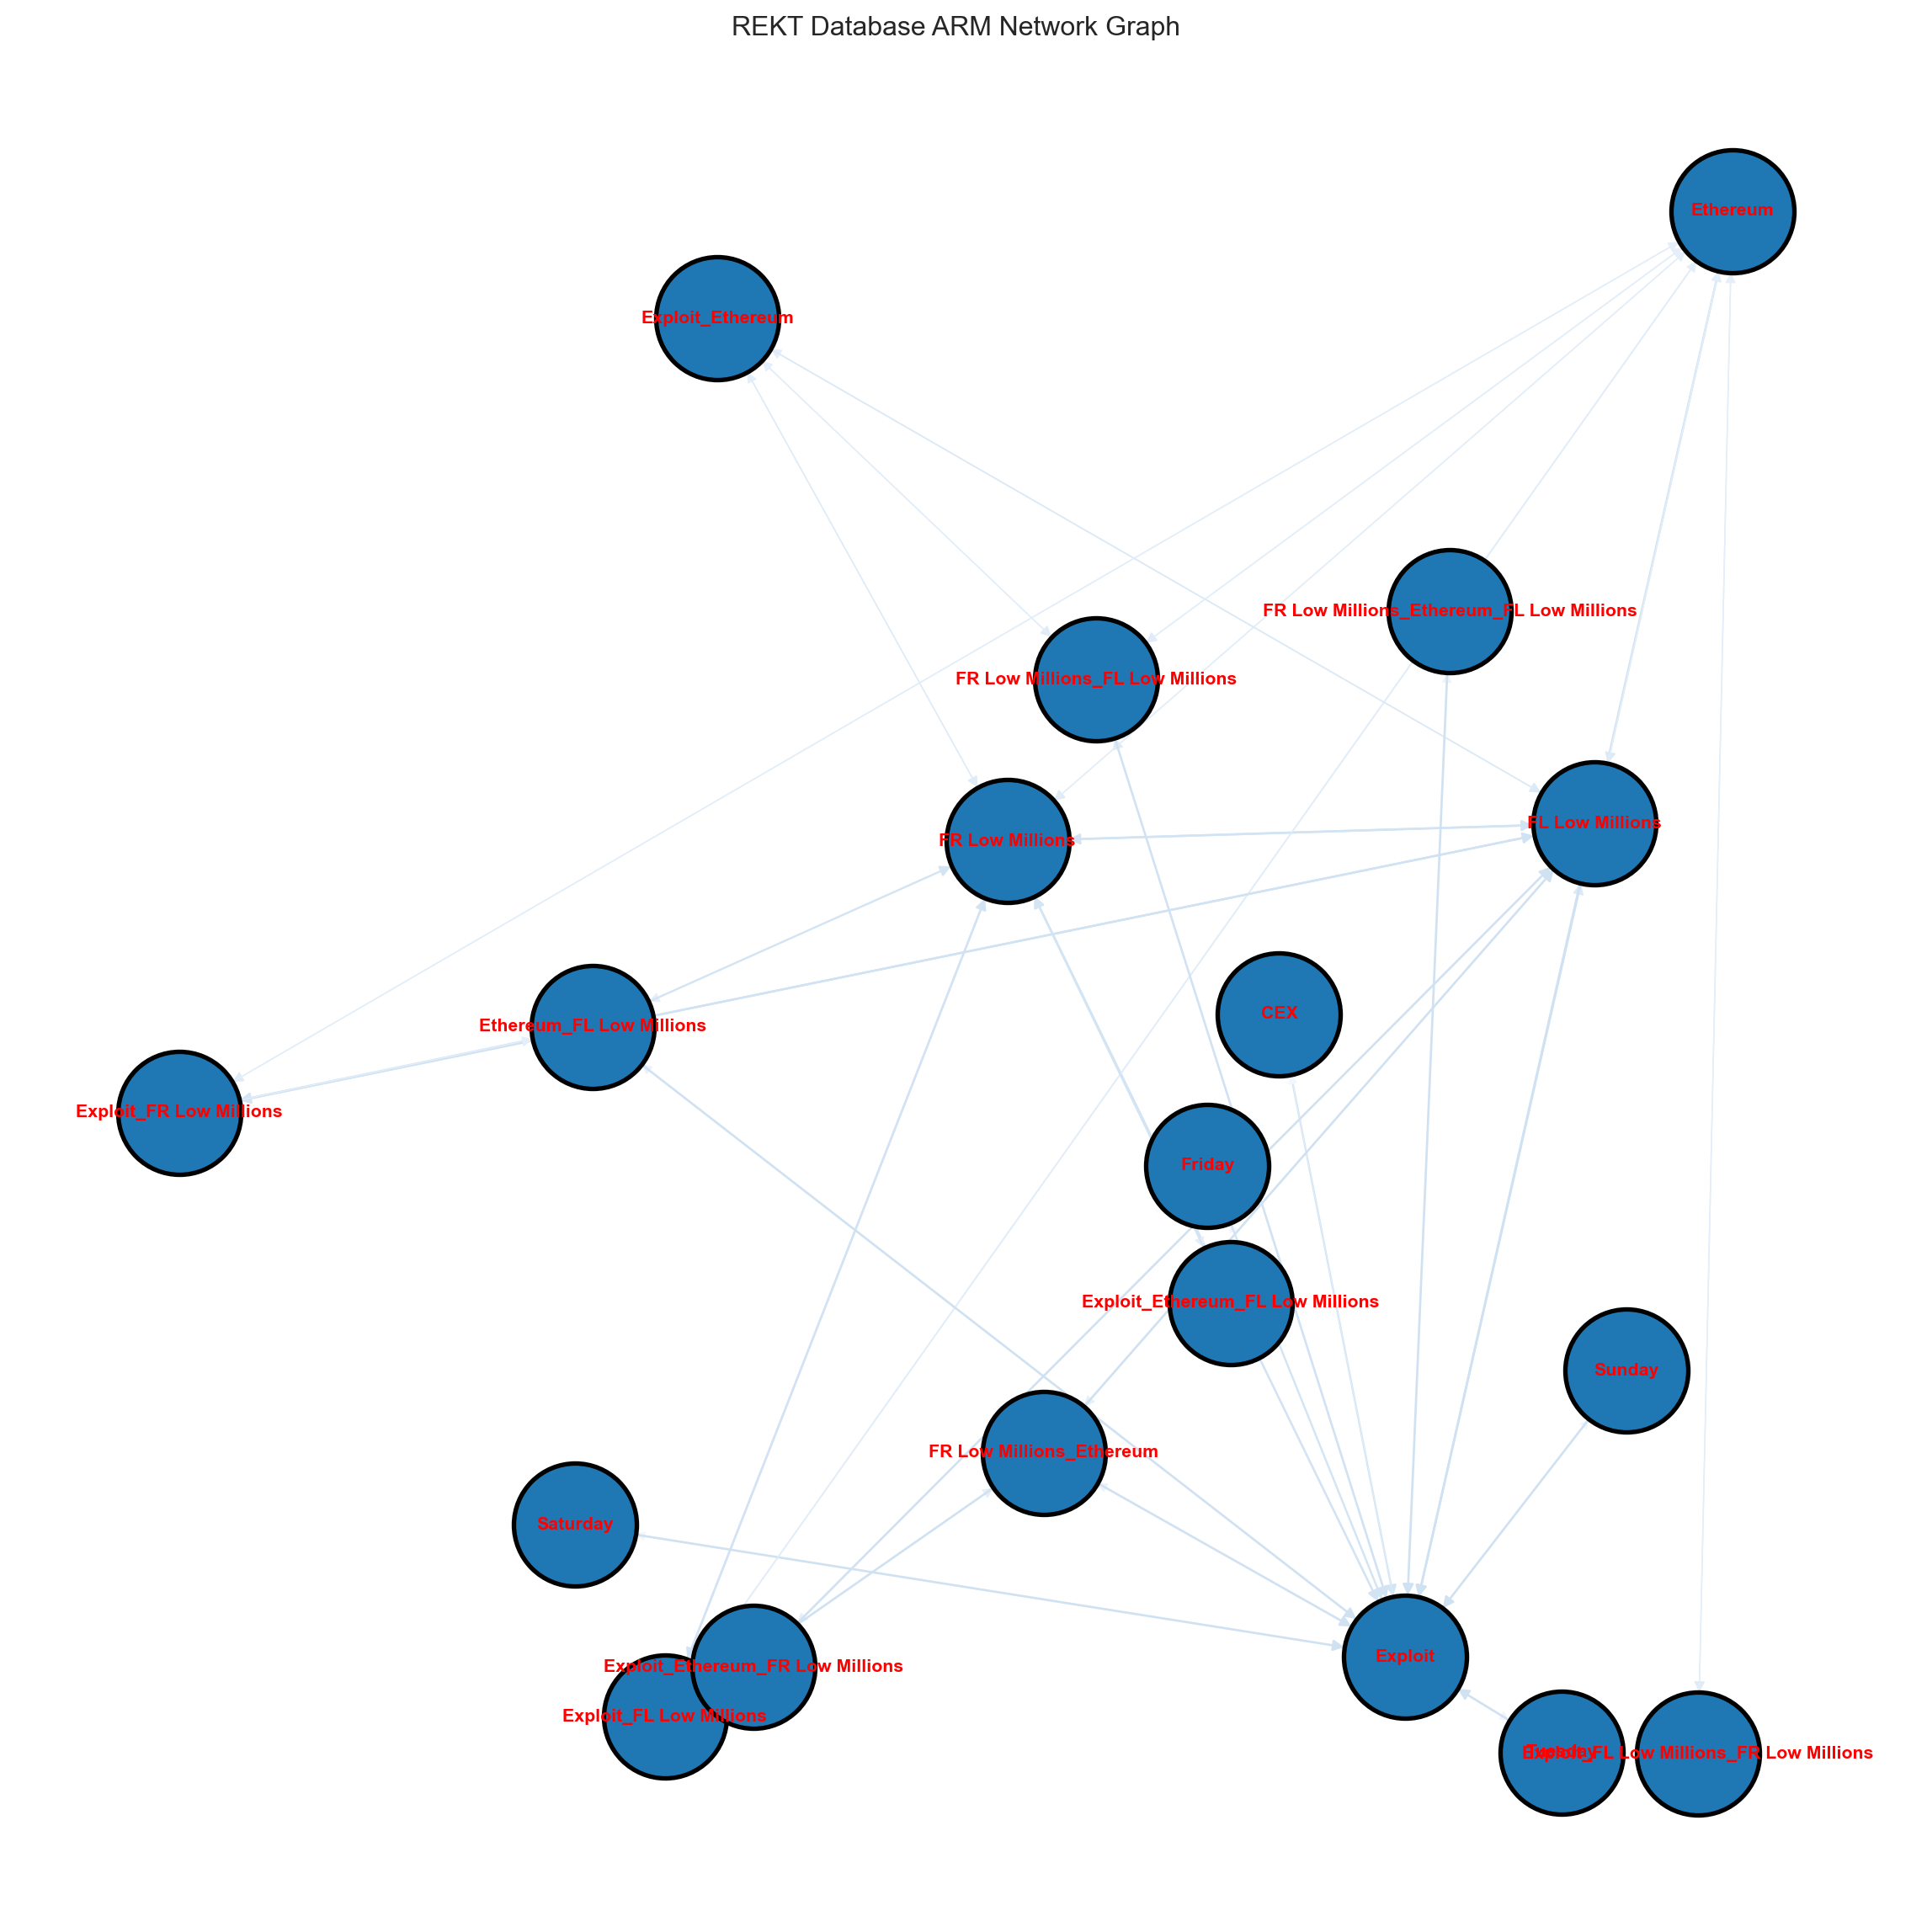 REKT Database ARM Network Graph
Ethereum
Exploit_Ethereum
FR Low Millions_Ethereum_FL Low Millions
FR Low Millions_FL Low Millions
FL Low Millions
FR Low Millions
CEX
Ethereum_FL Low Millions
Exploit_FR Low Millions
Friday
Exploit_Ethereum_FL Low Millions
Sunday
FR Low Millions_Ethereum
Saturday
Exploit
Exploit_Ethereum_FR Low Millions
Exploit_FL Low Millions
Tuesday
Exploit_FL Low Millions_FR Low Millions